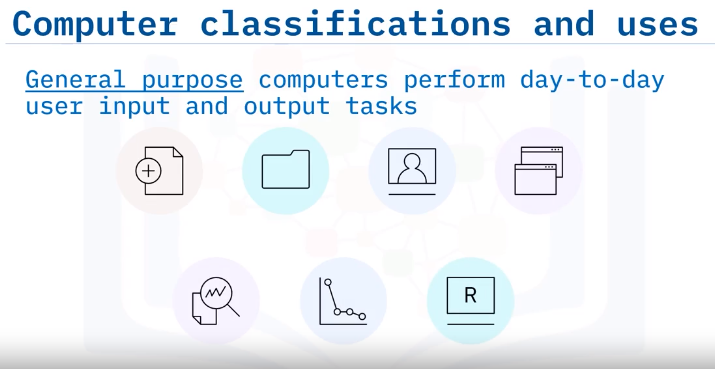 Computer classifications and uses
General purpose computers perform day-to-day
user input and output tasks
R